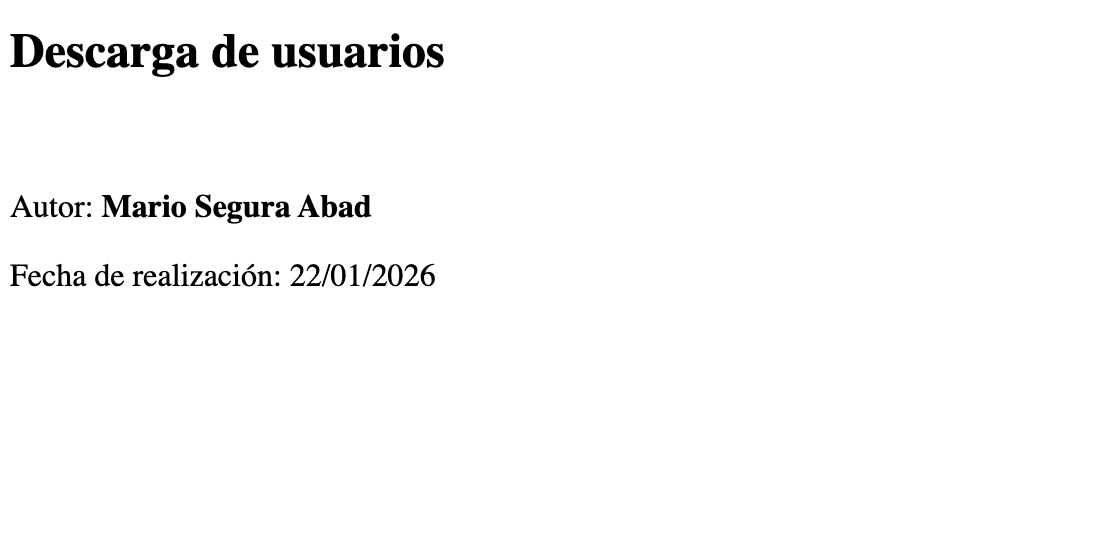 Descarga de usuarios
Autor: Mario Segura Abad
Fecha de realización: 22/01/2026